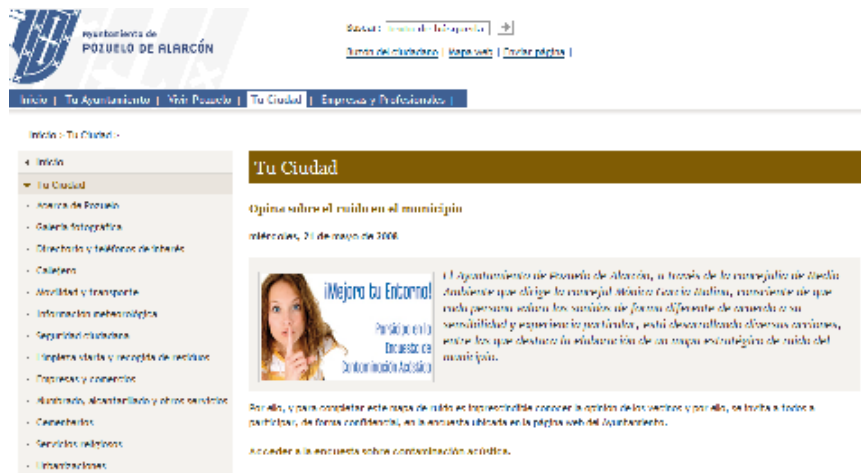 Ayuntamiento de
POZUELO DE ALARCÓN
Buscar: texto de búsqueda
Buzon del ciudadano | Mapa web | Enviar página |
Inicio | Tu Ayuntamiento | Vivir Pozuelo | Tu Ciudad | Empresas y Profesionales |
Inicio > Tu Ciudad >
Inicio
Tu Ciudad
Acerca de Pozuelo
Galería fotográfica
Directorio y teléfonos de interés
Callejero
Movilidad y transporte
Informacion meteorológica
Seguridad ciudadana
Limpieza viaria y recogida de residuos
Empresas y comercios
Alumbrado, alcantarillado y otros servicios
Cementerios
Servicios religiosos
Urbanizaciones
Tu Ciudad
Opina sobre el ruido en el municipio
miércoles, 21 de mayo de 2008
¡Mejora tu Entorno!
Participa en la
Encuesta de
Contaminación Acústica
El Ayuntamiento de Pozuelo de Alarcón, a través de la concejalía de Medio
Ambiente que dirige la concejal Mónica García Molina, consciente de que
cada persona valora los sonidos de forma diferente de acuerdo a su
sensibilidad y experiencia particular, está desarrollando diversas acciones,
entre las que destaca la elaboración de un mapa estratégico de ruido del
municipio.
Por ello, y para completar este mapa de ruido es imprescindible conocer la opinión de los vecinos y por ello, se invita a todos a
participar, de forma confidencial, en la encuesta ubicada en la página web del Ayuntamiento.
Acceder a la encuesta sobre contaminación acústica.